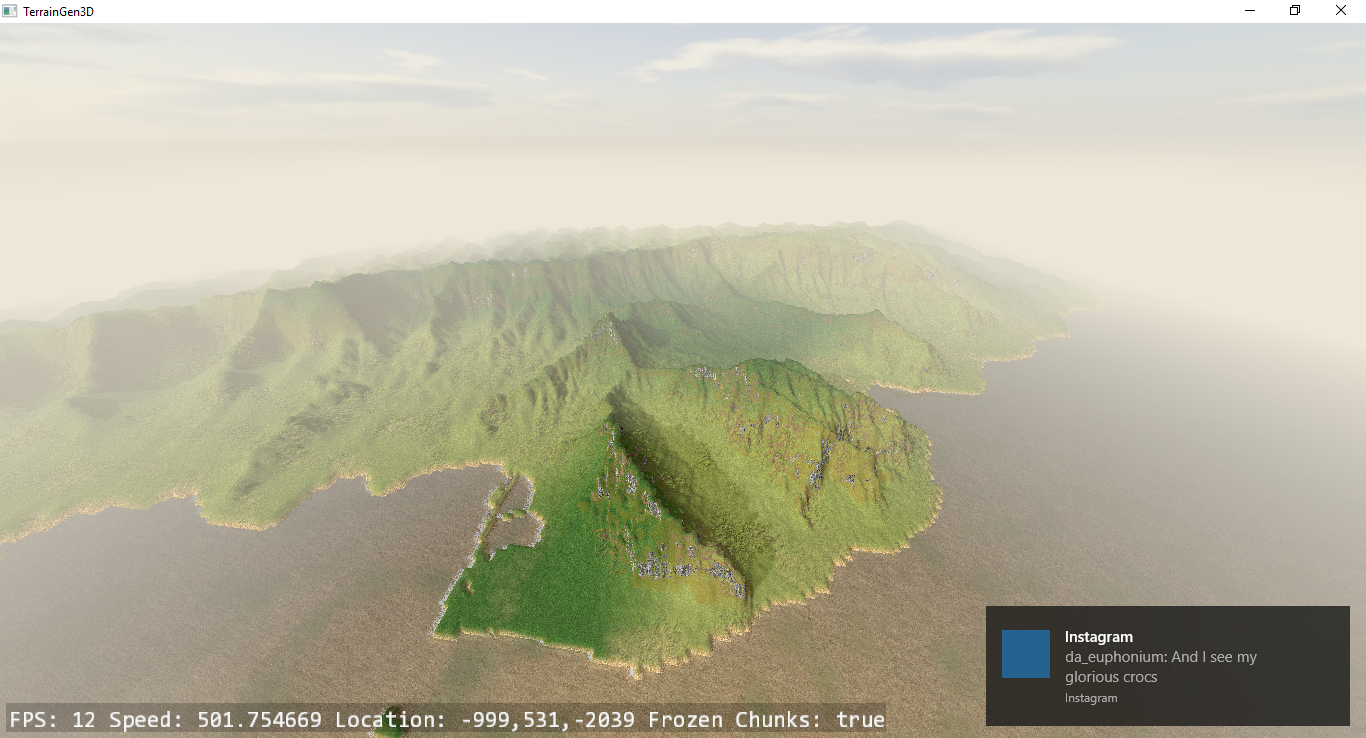 TerrainGen3D
Instagram
da_euphonium: And I see my
glorious crocs
Instagram
FPS: 12 Speed: 501.754669 Location: -999,531,-2039 Frozen Chunks: true